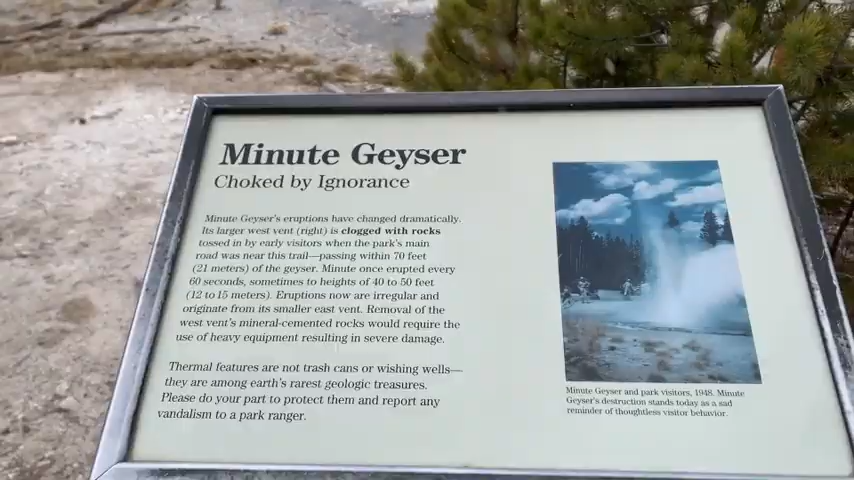 Minute Geyser
Choked by Ignorance
Minute Geyser's eruptions have changed dramatically.
Its larger west vent (right) is clogged with rocks
tossed in by early visitors when the park's main
road was near this trail—passing within 70 feet
(21 meters) of the geyser. Minute once erupted every
60 seconds, sometimes to heights of 40 to 50 feet
(12 to 15 meters). Eruptions now are irregular and
originate from its smaller east vent. Removal of the
west vent's mineral-cemented rocks would require the
use of heavy equipment resulting in severe damage.
Thermal features are not trash cans or wishing wells—
they are among earth's rarest geologic treasures.
Please do your part to protect them and report any
vandalism to a park ranger.
Minute Geyser and park visitors, 1948. Minute
Geyser's destruction stands today as a sad
reminder of thoughtless visitor behavior.